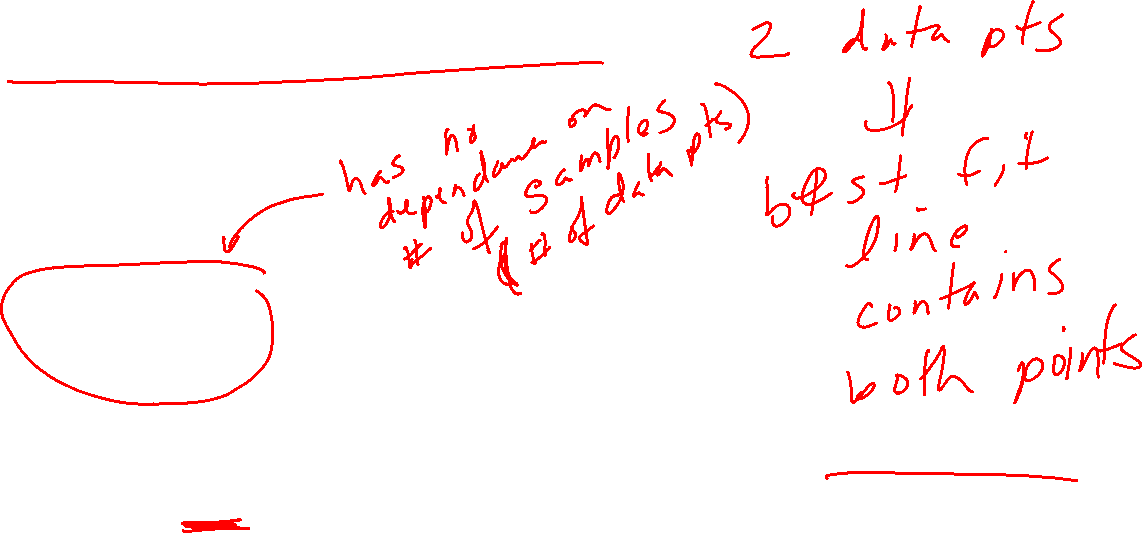 has no
dependance on
# of samples
(# of data pts)
2 data pts
⇓
best fit
line
contains
both points